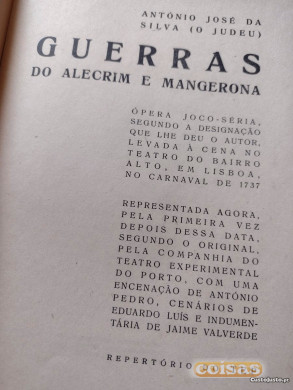 ANTÓNIO JOSÉ DA
SILVA (O JUDEU)
GUERRAS
DO ALECRIM E MANGERONA
ÓPERA JOCO-SÉRIA,
SEGUNDO A DESIGNAÇÃO
QUE LHE DEU O AUTOR,
LEVADA À CENA NO
TEATRO DO BAIRRO
ALTO, EM LISBOA,
NO CARNAVAL DE 1737
REPRESENTADA AGORA,
PELA PRIMEIRA VEZ
DEPOIS DESSA DATA,
SEGUNDO O ORIGINAL,
PELA COMPANHIA DO
TEATRO EXPERIMENTAL
DO PORTO, COM UMA
ENCENAÇÃO DE ANTÓNIO
PEDRO, CENÁRIOS DE
EDUARDO LUÍS E INDUMEN-
TÁRIA DE JAIME VALVERDE
REPERTÓRIO
coisas